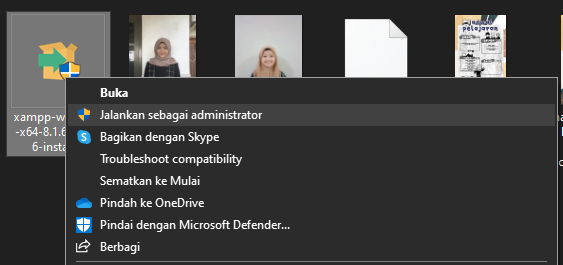 xampp-w
-x64-8.1.6
6-insta
Buka
Jalankan sebagai administrator
Bagikan dengan Skype
Troubleshoot compatibility
Sematkan ke Mulai
Pindah ke OneDrive
Pindai dengan Microsoft Defender...
Berbagi
pelajaran